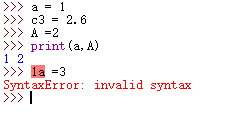 >>> a = 1
>>> c3 = 2.6
>>> A =2
>>> print(a,A)
1 2
>>> 1a =3
SyntaxError: invalid syntax
>>>